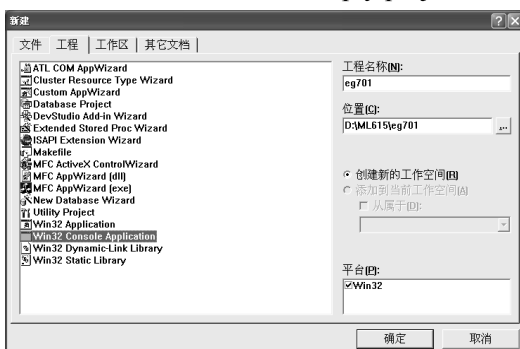 新建
文件 工程 工作区 其它文档
ATL COM AppWizard
Cluster Resource Type Wizard
Custom AppWizard
Database Project
DevStudio Add-in Wizard
Extended Stored Proc Wizard
ISAPI Extension Wizard
Makefile
MFC ActiveX ControlWizard
MFC AppWizard (dll)
MFC AppWizard (exe)
New Database Wizard
Utility Project
Win32 Application
Win32 Console Application
Win32 Dynamic-Link Library
Win32 Static Library
工程名称[N]:
eg701
位置[C]:
D:\ML615\eg701
...
创建新的工作空间[R]
添加到当前工作空间[A]
从属于[D]:
平台[P]:
Win32
确定 取消